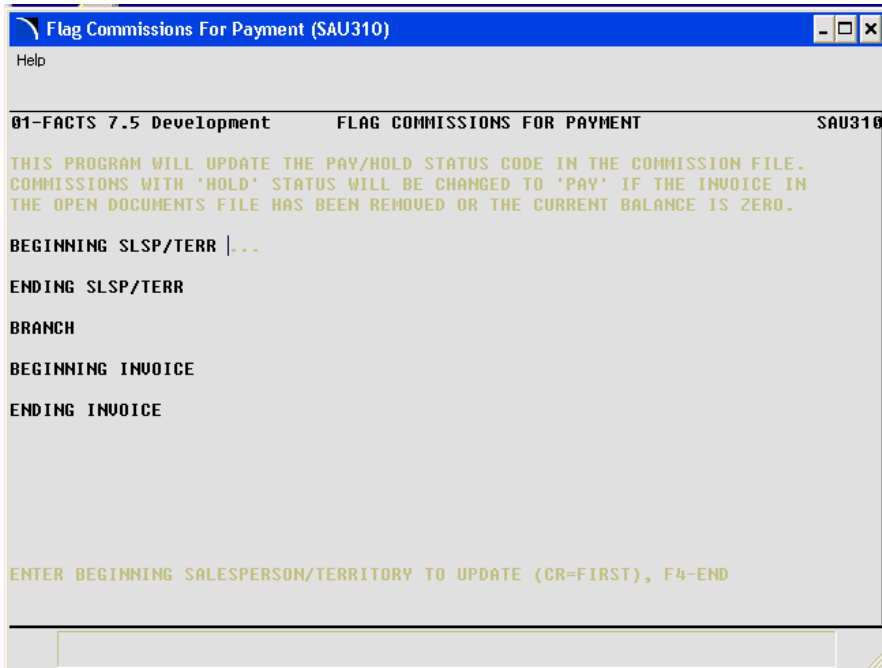 Flag Commissions For Payment (SAU310)
Help
01-FACTS 7.5 Development FLAG COMMISSIONS FOR PAYMENT SAU310
THIS PROGRAM WILL UPDATE THE PAY/HOLD STATUS CODE IN THE COMMISSION FILE.
COMMISSIONS WITH 'HOLD' STATUS WILL BE CHANGED TO 'PAY' IF THE INVOICE IN
THE OPEN DOCUMENTS FILE HAS BEEN REMOVED OR THE CURRENT BALANCE IS ZERO.
BEGINNING SLSP/TERR ...
ENDING SLSP/TERR
BRANCH
BEGINNING INVOICE
ENDING INVOICE
ENTER BEGINNING SALESPERSON/TERRITORY TO UPDATE (CR=FIRST), F4-END